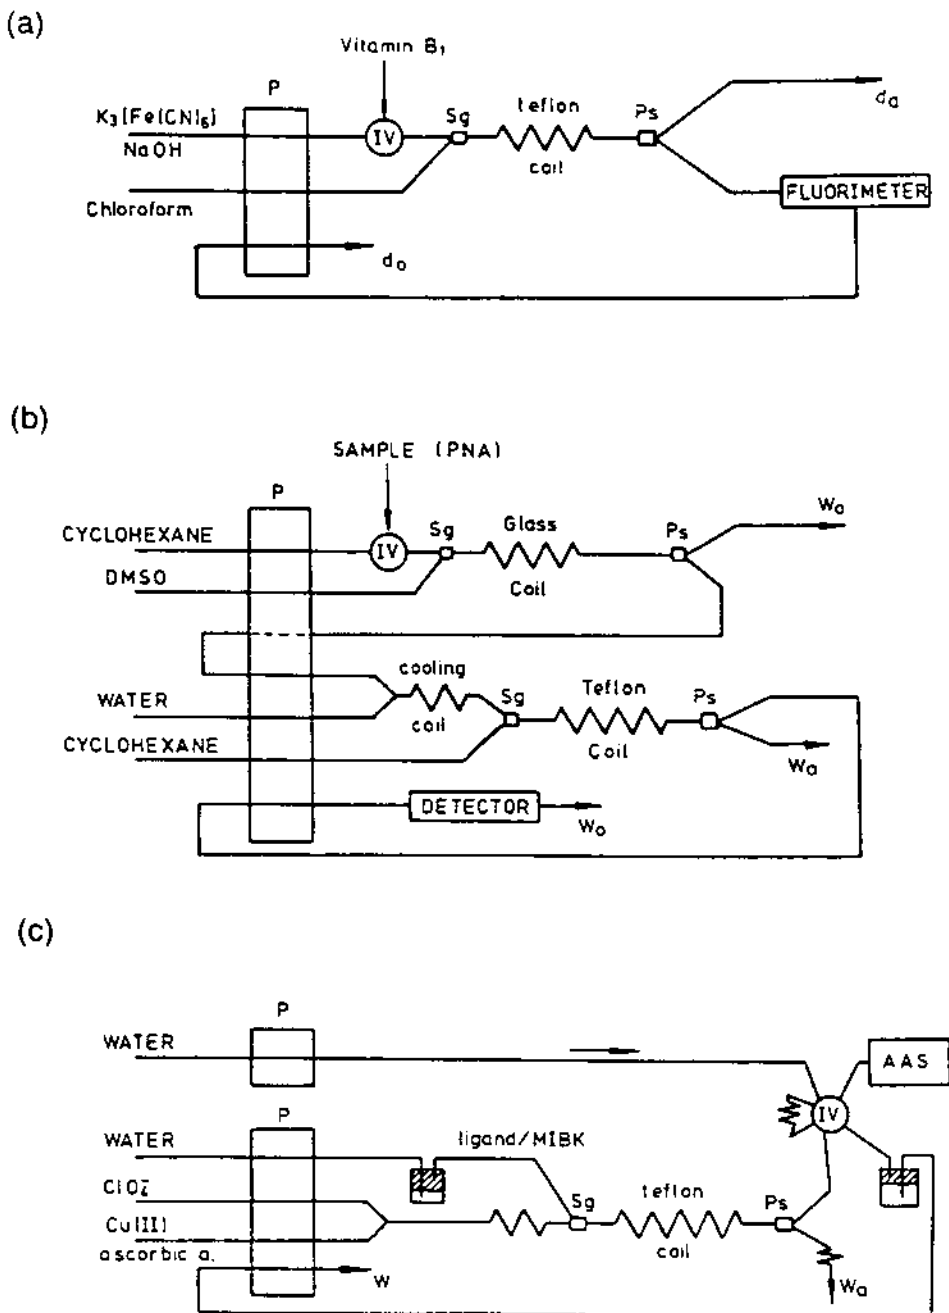 (a)
Vitamin B₁
P
K₃[Fe(CN)₆]
NaOH
IV
Sg
teflon
coil
Ps
dₐ
Chloroform
FLUORIMETER
d₀
(b)
SAMPLE (PNA)
P
CYCLOHEXANE
IV
Sg
Glass
Coil
Ps
Wₒ
DMSO
cooling
coil
WATER
Sg
Teflon
Coil
Ps
CYCLOHEXANE
Wₐ
DETECTOR
Wₒ
(c)
P
WATER
AAS
IV
P
WATER
ligand/MIBK
ClO₄⁻
Sg
teflon
coil
Ps
Cu(II)
ascorbic a.
W
Wₐ